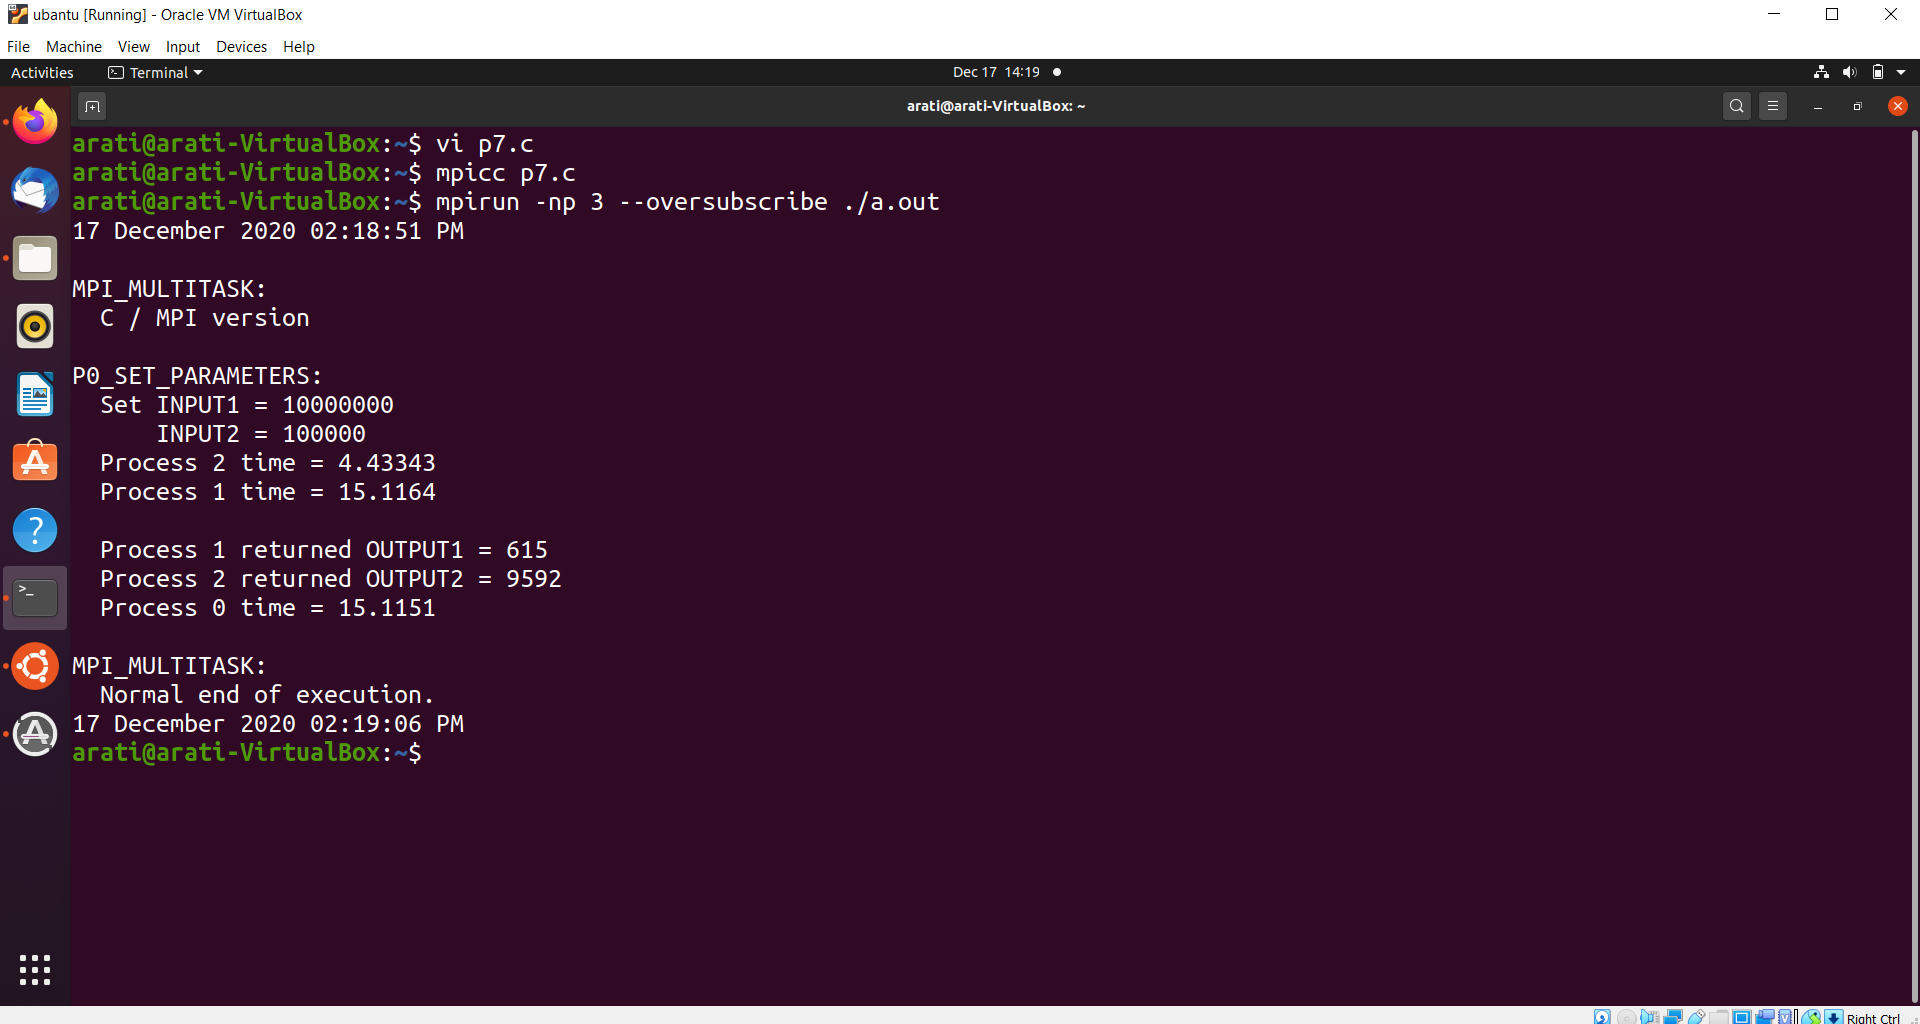 ubantu [Running] - Oracle VM VirtualBox
File Machine View Input Devices Help
Activities Terminal Dec 17 14:19
arati@arati-VirtualBox: ~
arati@arati-VirtualBox:~$ vi p7.c
arati@arati-VirtualBox:~$ mpicc p7.c
arati@arati-VirtualBox:~$ mpirun -np 3 --oversubscribe ./a.out
17 December 2020 02:18:51 PM
MPI_MULTITASK:
C / MPI version
P0_SET_PARAMETERS:
Set INPUT1 = 10000000
INPUT2 = 100000
Process 2 time = 4.43343
Process 1 time = 15.1164
Process 1 returned OUTPUT1 = 615
Process 2 returned OUTPUT2 = 9592
Process 0 time = 15.1151
MPI_MULTITASK:
Normal end of execution.
17 December 2020 02:19:06 PM
arati@arati-VirtualBox:~$
Right Ctrl